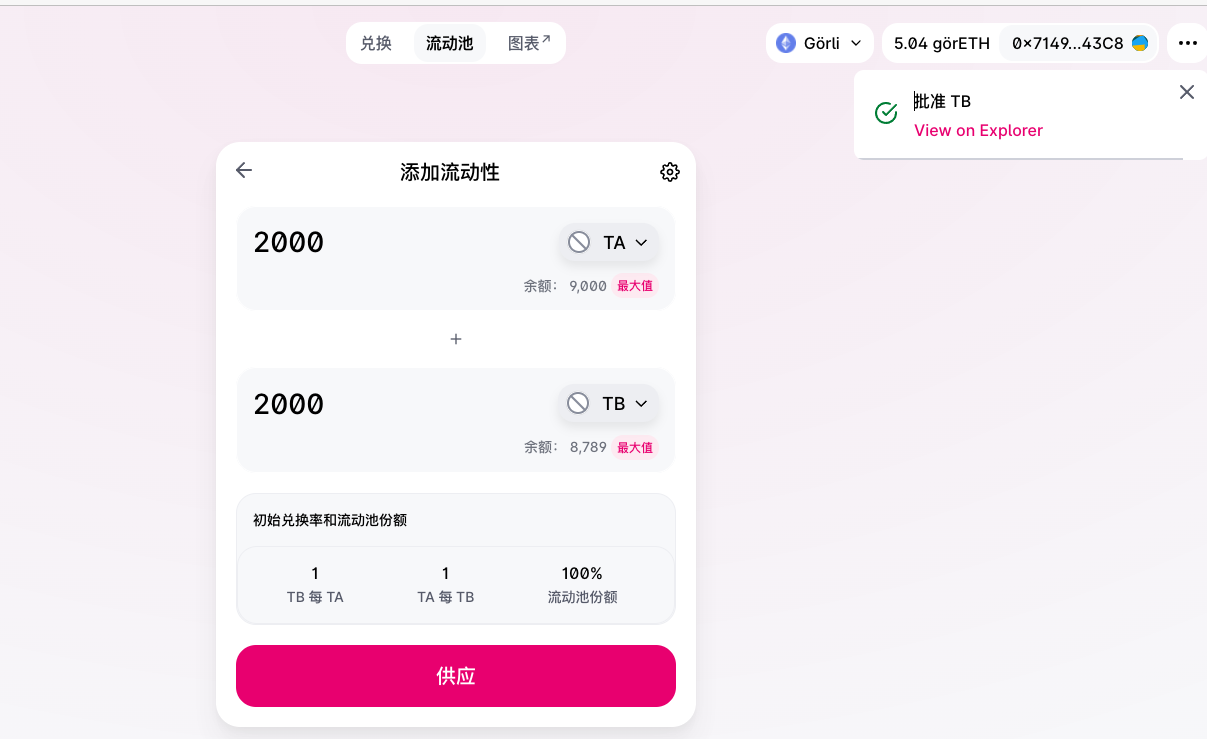 兑换 流动池 图表↗ Görli 5.04 görETH 0×7149...43C8 •••
批准 TB
View on Explorer
添加流动性
2000 TA
余额： 9,000 最大值
+
2000 TB
余额： 8,789 最大值
初始兑换率和流动池份额
1 1 100%
TB 每 TA TA 每 TB 流动池份额
供应